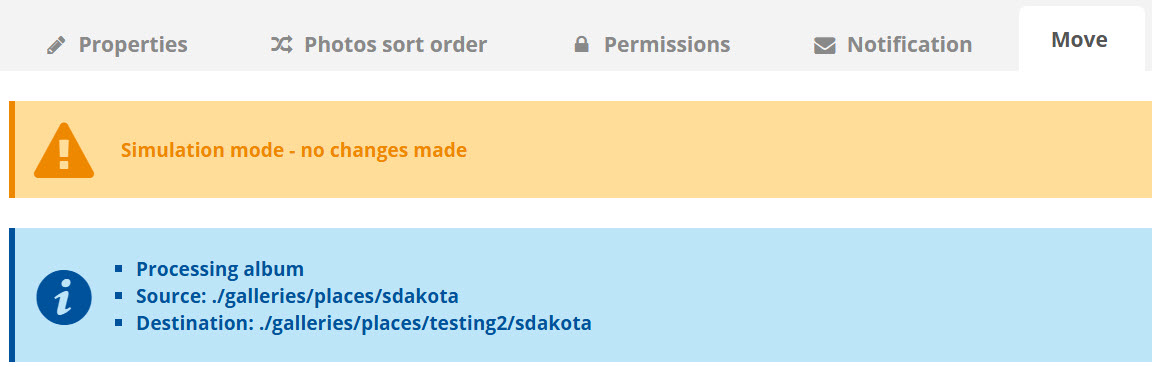 Properties Photos sort order Permissions Notification Move
Simulation mode - no changes made
Processing album
Source: ./galleries/places/sdakota
Destination: ./galleries/places/testing2/sdakota